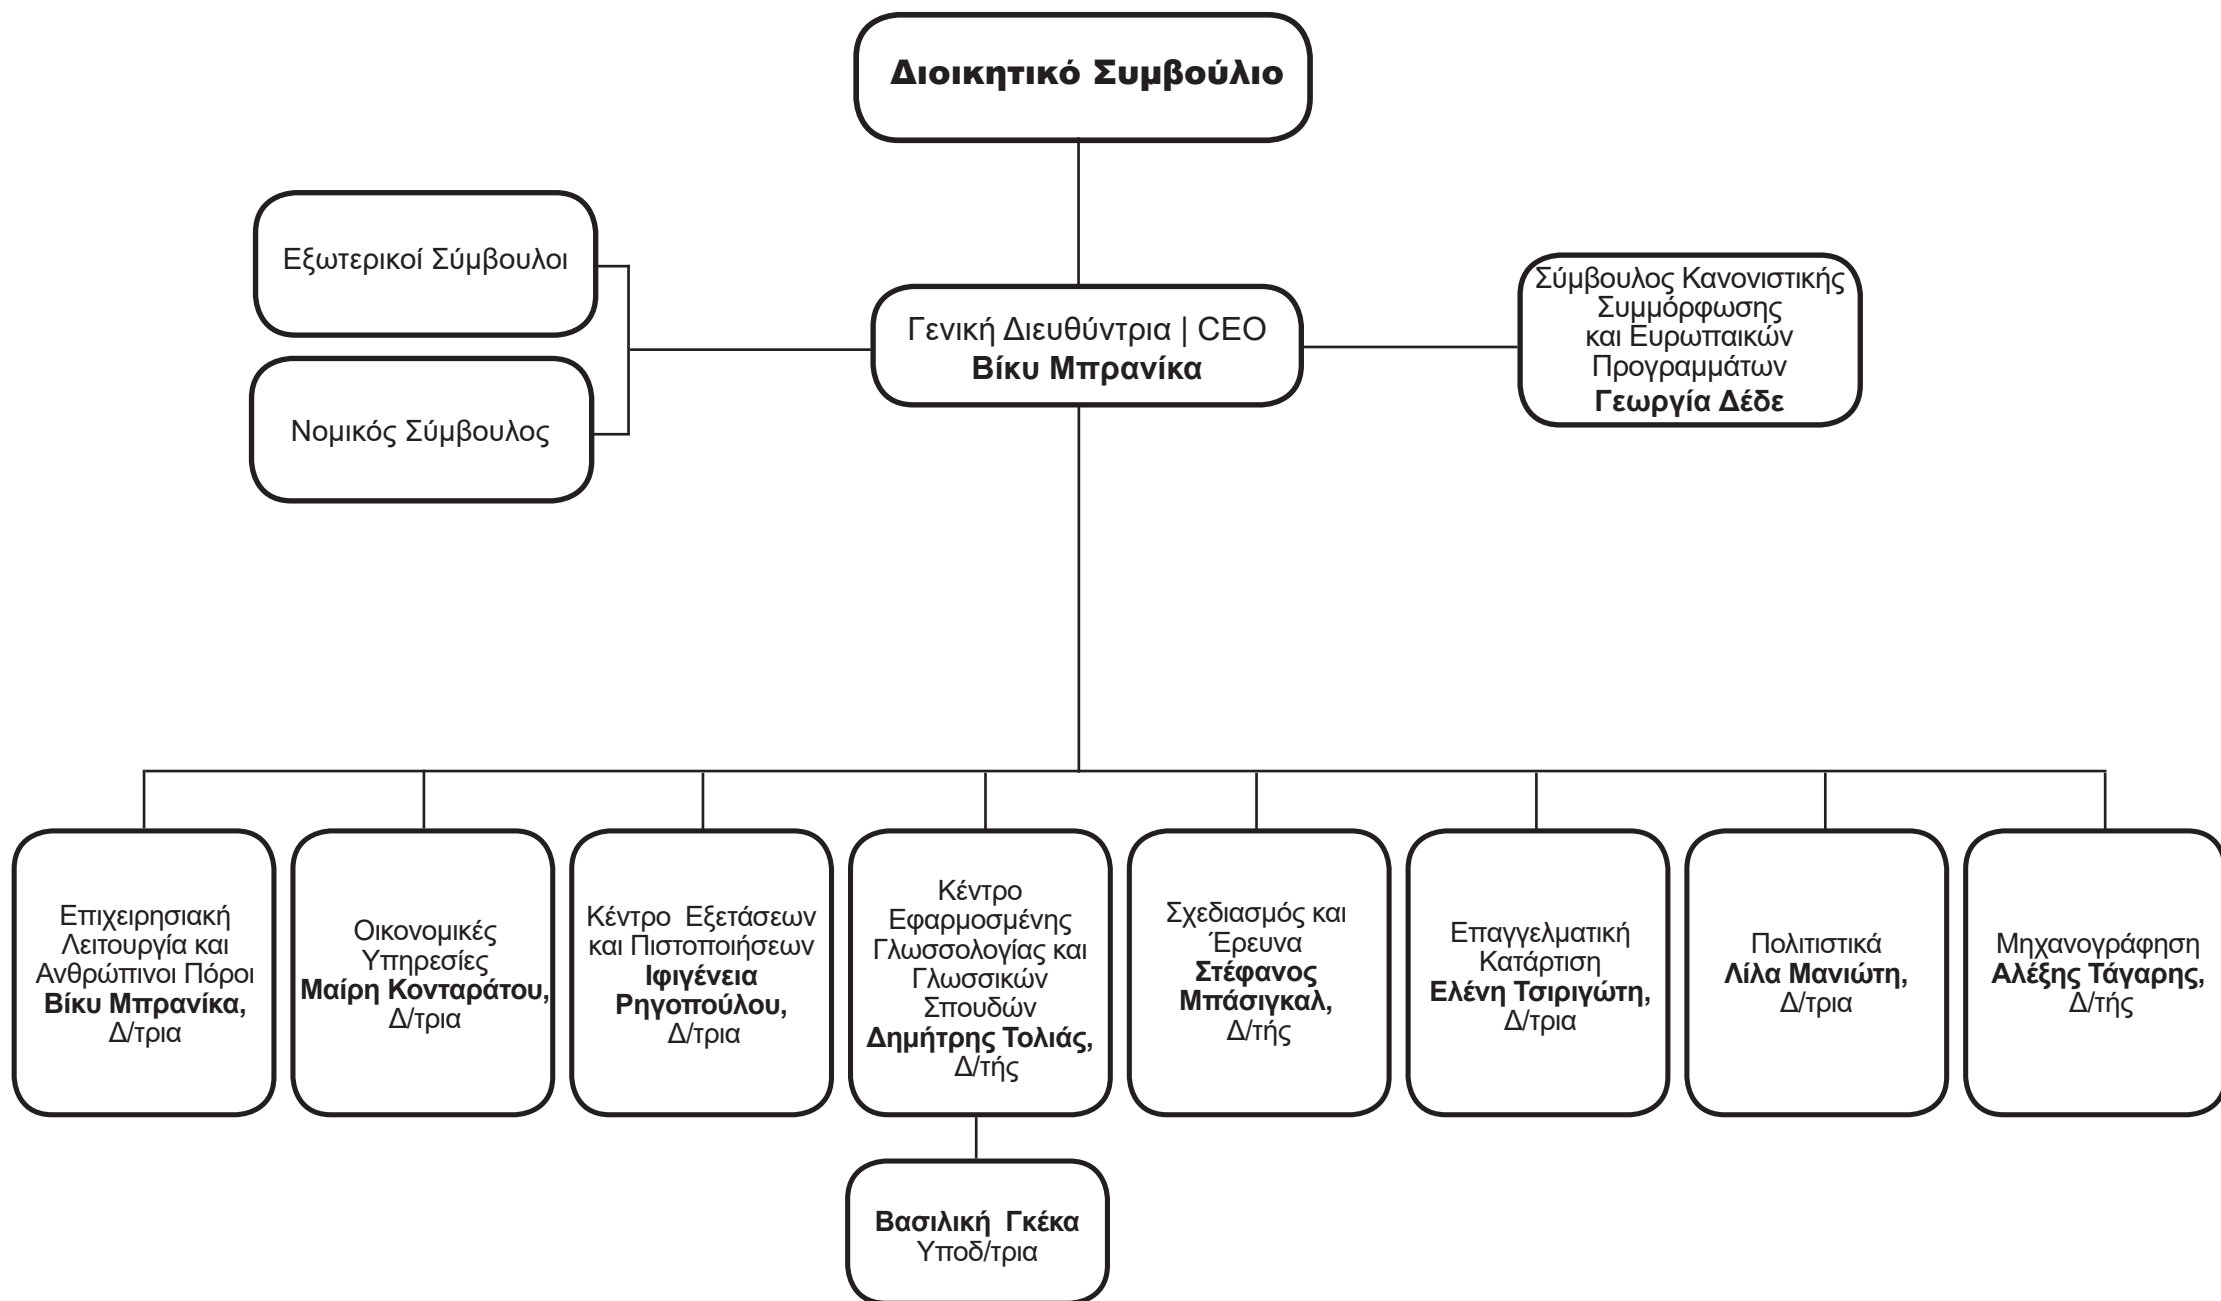 Διοικητικό Συμβούλιο
Εξωτερικοί Σύμβουλοι
Νομικός Σύμβουλος
Γενική Διευθύντρια | CEO
Βίκυ Μπρανίκα
Σύμβουλος Κανονιστικής
Συμμόρφωσης
και Ευρωπαικών
Προγραμμάτων
Γεωργία Δέδε
Επιχειρησιακή
Λειτουργία και
Ανθρώπινοι Πόροι
Βίκυ Μπρανίκα,
Δ/τρια
Οικονομικές
Υπηρεσίες
Μαίρη Κονταράτου,
Δ/τρια
Κέντρο Εξετάσεων
και Πιστοποιήσεων
Ιφιγένεια
Ρηγοπούλου,
Δ/τρια
Κέντρο
Εφαρμοσμένης
Γλωσσολογίας και
Γλωσσικών
Σπουδών
Δημήτρης Τολιάς,
Δ/τής
Σχεδιασμός και
Έρευνα
Στέφανος
Μπάσιγκαλ,
Δ/τής
Επαγγελματική
Κατάρτιση
Ελένη Τσιριγώτη,
Δ/τρια
Πολιτιστικά
Λίλα Μανιώτη,
Δ/τρια
Μηχανογράφηση
Αλέξης Τάγαρης,
Δ/τής
Βασιλική Γκέκα
Υποδ/τρια